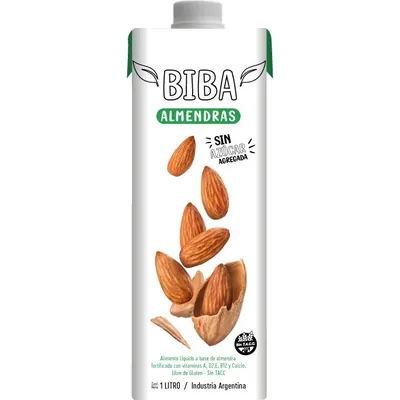 BIBA
ALMENDRAS
SIN
AZÚCAR
AGREGADA
Sin T.A.C.C.
Alimento líquido a base de almendra
fortificado con vitaminas A, D2, E, B12 y Calcio.
Libre de Gluten - Sin TACC
1 LITRO / Industria Argentina